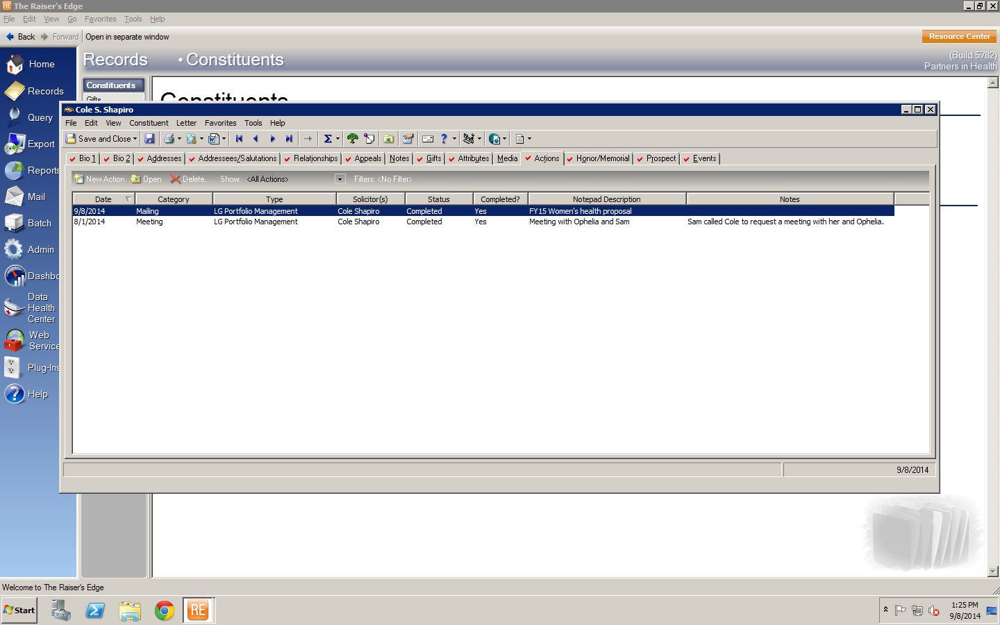 The Raiser's Edge
File Edit View Go Favorites Tools Help
Back Forward Open in separate window
Resource Center
Records Constituents
(Build 5782)
Partners in Health
Home
Records
Query
Export
Reports
Mail
Batch
Admin
Dashbo
Data
Health
Center
Web
Service
Plug-Ins
Help
Constituents
Gifts
Constituents
Cole S. Shapiro
File Edit View Constituent Letter Favorites Tools Help
Save and Close
Bio 1 Bio 2 Addresses Addressees/Salutations Relationships Appeals Notes Gifts Attributes Media Actions Honor/Memorial Prospect Events
New Action Open Delete... Show: <All Actions> Filters: <No Filter>
Date Category Type Solicitor(s) Status Completed? Notepad Description Notes
9/8/2014 Mailing LG Portfolio Management Cole Shapiro Completed Yes FY15 Women's health proposal
8/1/2014 Meeting LG Portfolio Management Cole Shapiro Completed Yes Meeting with Ophelia and Sam Sam called Cole to request a meeting with her and Ophelia.
9/8/2014
Welcome to The Raiser's Edge
Start
RE
1:25 PM
9/8/2014